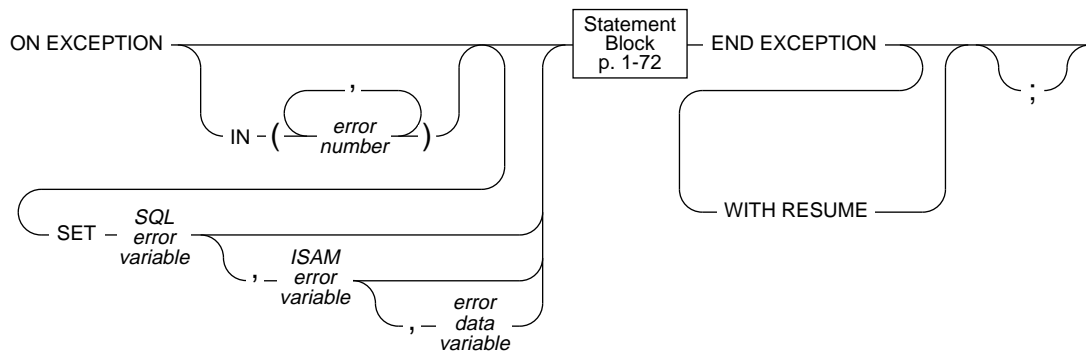 ON EXCEPTION
Statement
Block
p. 1-72
END EXCEPTION
,
IN ( error
number )
;
SET SQL
error
variable
WITH RESUME
, ISAM
error
variable
, error
data
variable